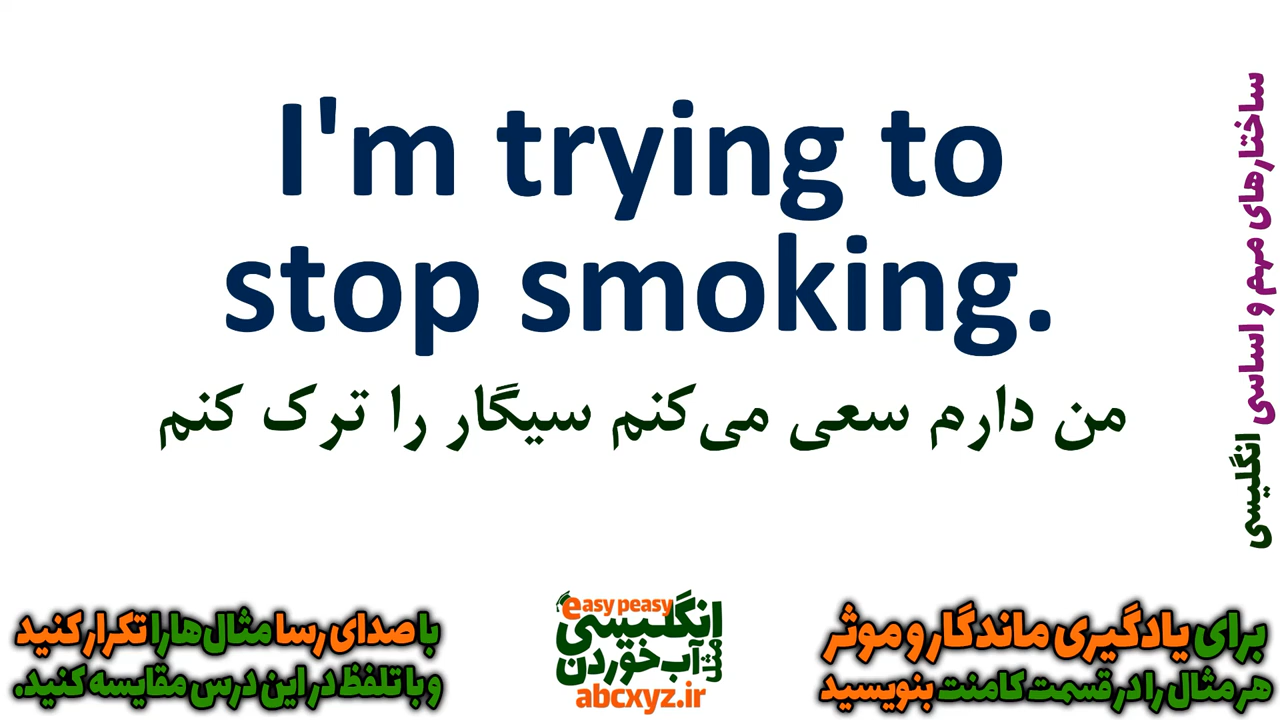 I'm trying to
stop smoking.
من دارم سعی می‌کنم سیگار را ترک کنم
ساختارهای مهم و اساسی انگلیسی
برای یادگیری ماندگار و موثر
هر مثال را در قسمت کامنت بنویسید
easy peasy
انگلیسی
مثل آب خوردن
abcxyz.ir
با صدای رسا مثال‌ها را تکرار کنید
و با تلفظ در این درس مقایسه کنید.